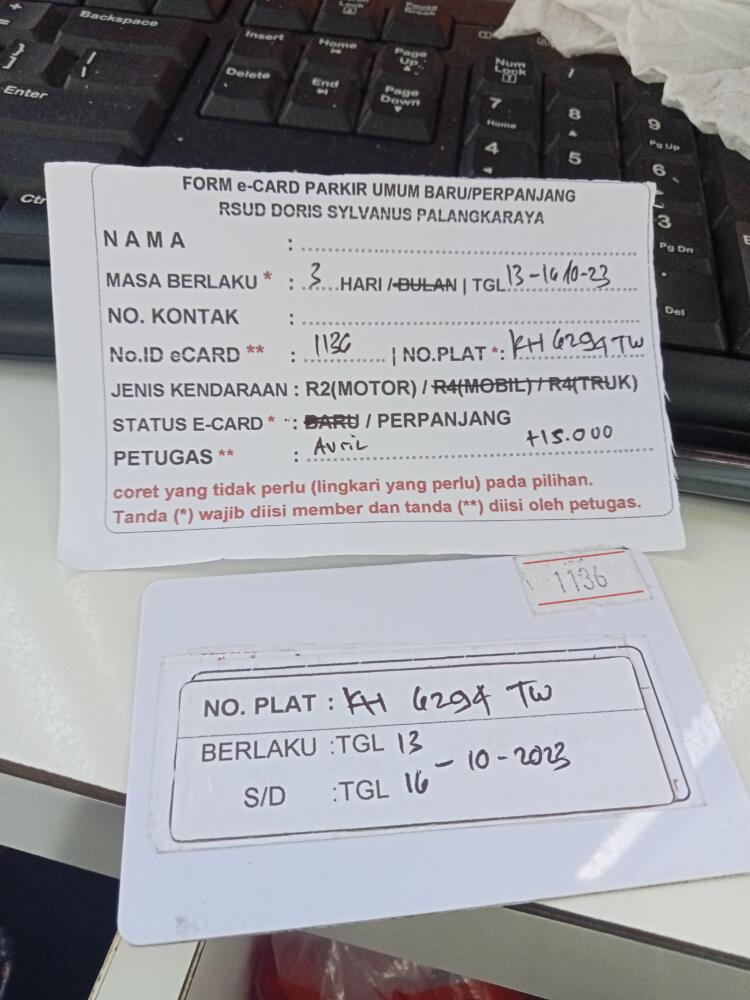 Backspace
Lock
Pause
Break
}
]
|
\
Insert
Home
Page
Up
Num
Lock
/
Enter
Delete
End
Page
Down
7
Home
8
9
Pg Up
4
5
6
Ctr
3
Pg Dn
Del
FORM e-CARD PARKIR UMUM BARU/PERPANJANG
RSUD DORIS SYLVANUS PALANGKARAYA
NAMA :
MASA BERLAKU * : 3 HARI / BULAN | TGL 13-16/10-23
NO. KONTAK :
No.ID eCARD ** : 1136 | NO.PLAT *: KH 6294 TW
JENIS KENDARAAN : R2(MOTOR) / R4(MOBIL) / R4(TRUK)
STATUS E-CARD * : BARU / PERPANJANG
PETUGAS ** : Avril +15.000
coret yang tidak perlu (lingkari yang perlu) pada pilihan.
Tanda (*) wajib diisi member dan tanda (**) diisi oleh petugas.
1136
NO. PLAT : KH 6294 TW
BERLAKU : TGL 13
S/D : TGL 16 - 10 - 2023